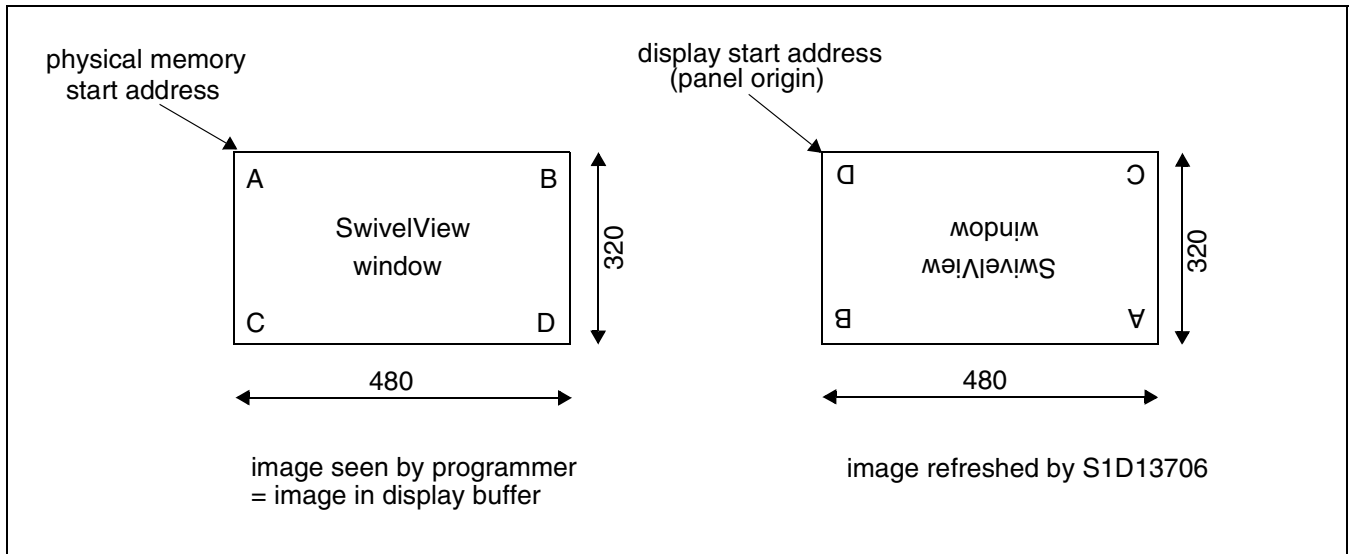 physical memory
start address
A
B
SwivelView
window
C
D
320
480
image seen by programmer
= image in display buffer
display start address
(panel origin)
D
C
window
SwivelView
B
A
320
480
image refreshed by S1D13706